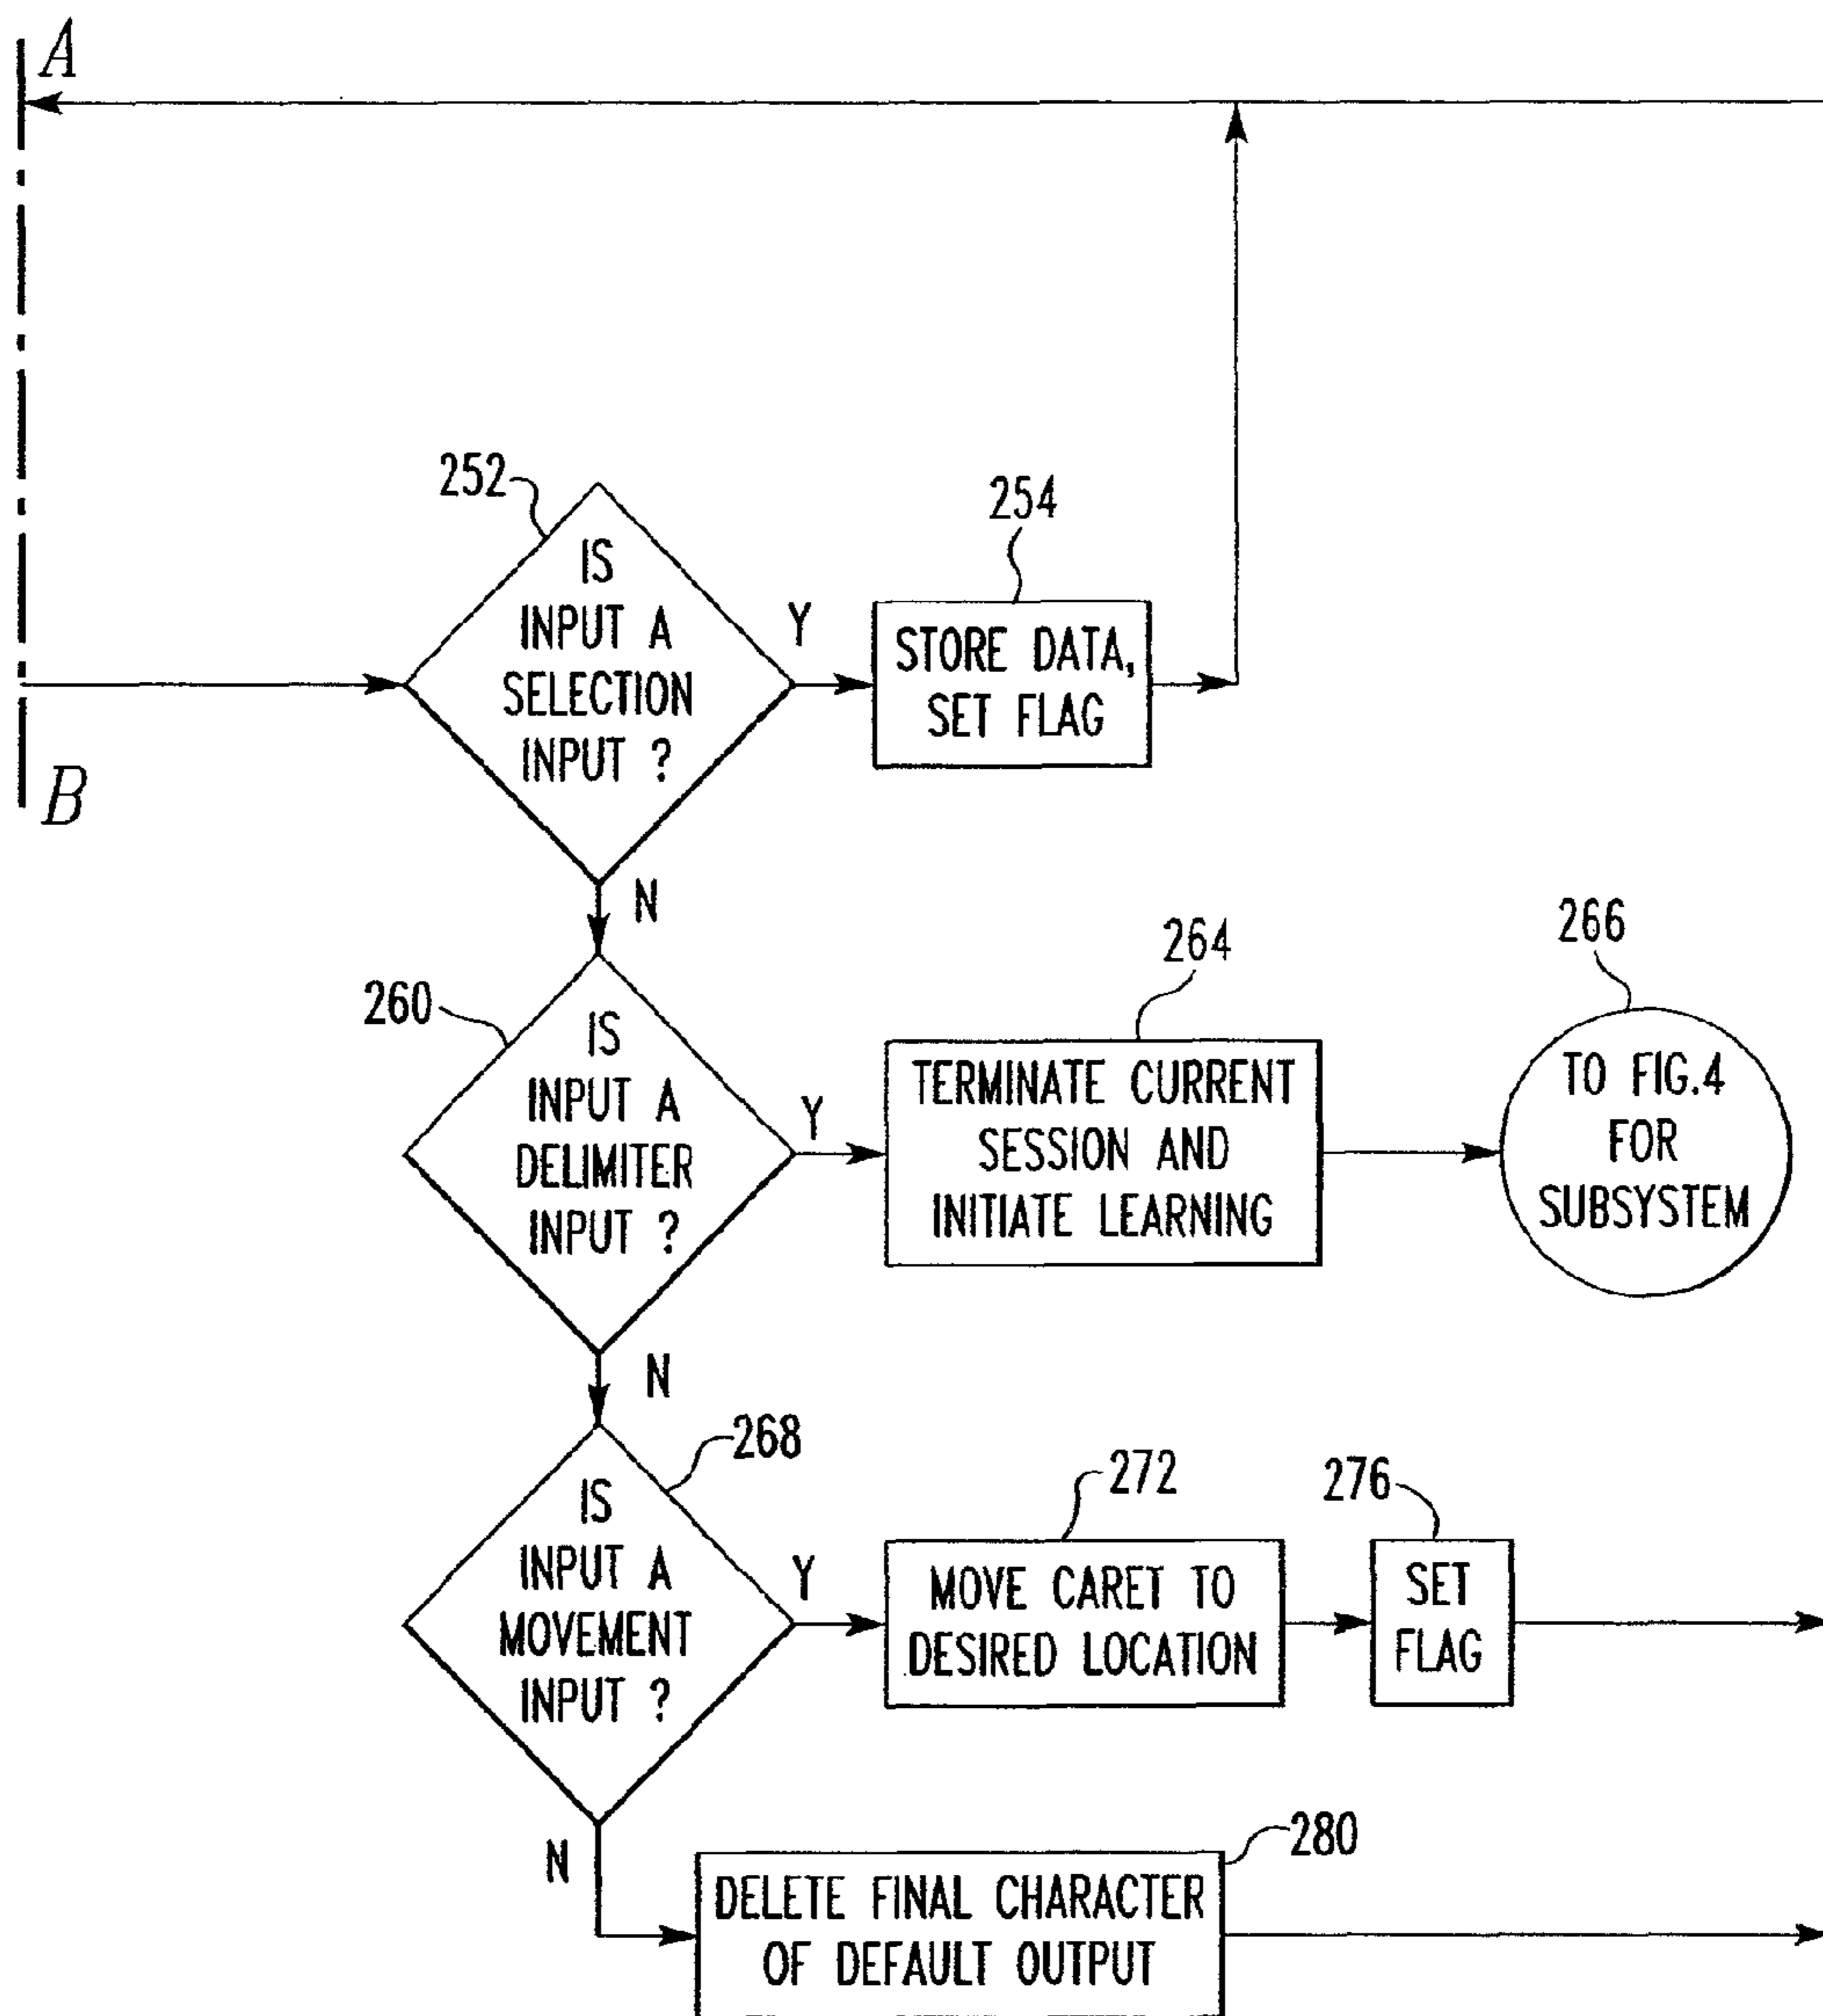 A
B
252
IS
INPUT A
SELECTION
INPUT ?
Y
254
STORE DATA,
SET FLAG
N
260
IS
INPUT A
DELIMITER
INPUT ?
Y
264
TERMINATE CURRENT
SESSION AND
INITIATE LEARNING
266
TO FIG.4
FOR
SUBSYSTEM
N
268
IS
INPUT A
MOVEMENT
INPUT ?
Y
272
MOVE CARET TO
DESIRED LOCATION
276
SET
FLAG
N
280
DELETE FINAL CHARACTER
OF DEFAULT OUTPUT